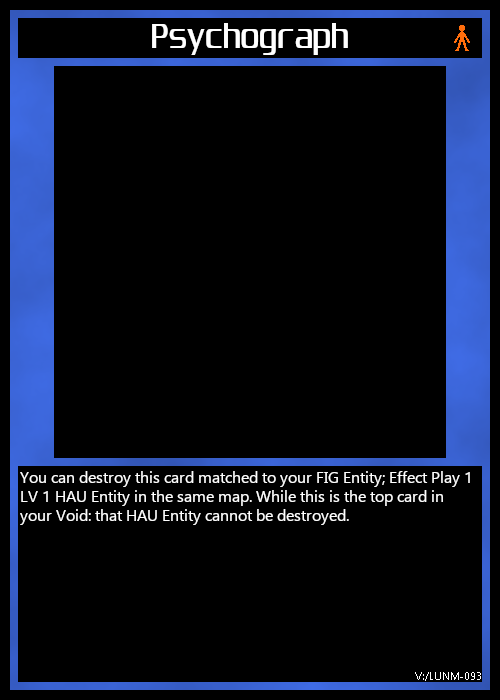 Psychograph
You can destroy this card matched to your FIG Entity; Effect Play 1
LV 1 HAU Entity in the same map. While this is the top card in
your Void: that HAU Entity cannot be destroyed.
V:/LUNM-093